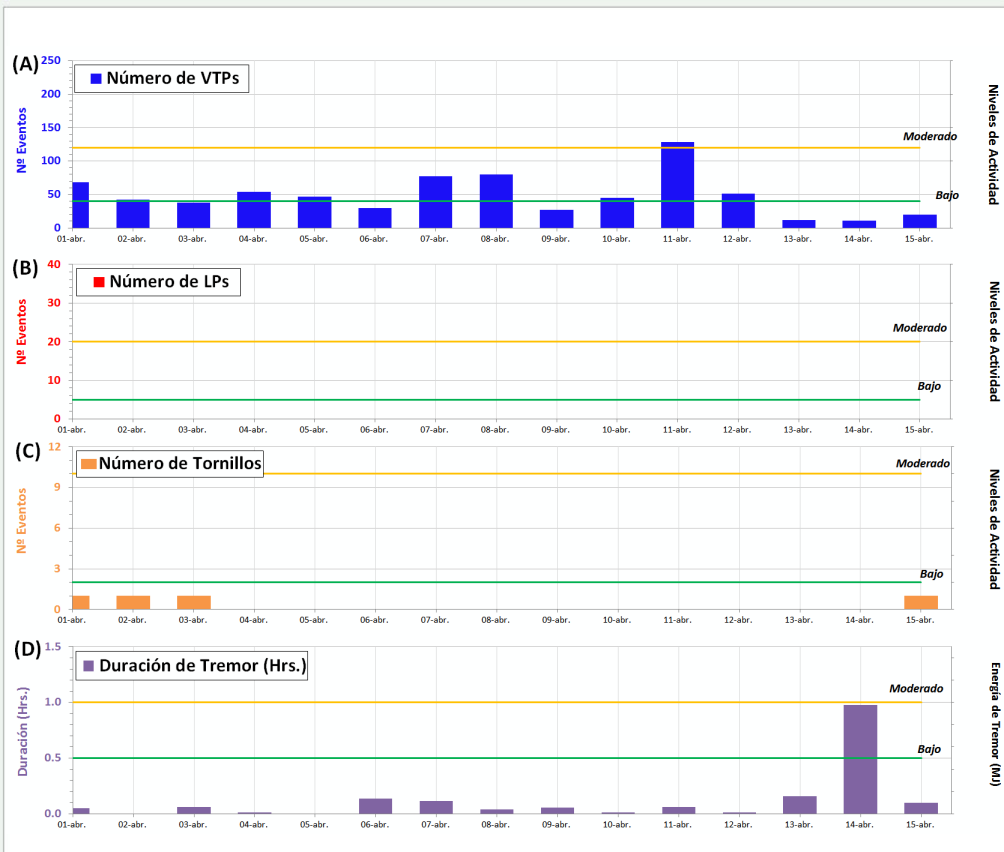 (A)
250
200
150
100
50
0
Nº Eventos
Número de VTPs
Moderado
Bajo
Niveles de Actividad
01-abr. 02-abr. 03-abr. 04-abr. 05-abr. 06-abr. 07-abr. 08-abr. 09-abr. 10-abr. 11-abr. 12-abr. 13-abr. 14-abr. 15-abr.
(B)
40
30
20
10
0
Nº Eventos
Número de LPs
Moderado
Bajo
Niveles de Actividad
01-abr. 02-abr. 03-abr. 04-abr. 05-abr. 06-abr. 07-abr. 08-abr. 09-abr. 10-abr. 11-abr. 12-abr. 13-abr. 14-abr. 15-abr.
(C)
12
9
6
3
0
Nº Eventos
Número de Tornillos
Moderado
Bajo
Niveles de Actividad
01-abr. 02-abr. 03-abr. 04-abr. 05-abr. 06-abr. 07-abr. 08-abr. 09-abr. 10-abr. 11-abr. 12-abr. 13-abr. 14-abr. 15-abr.
(D)
1.5
1.0
0.5
0.0
Duración (Hrs.)
Duración de Tremor (Hrs.)
Moderado
Bajo
Energía de Tremor (MJ)
01-abr. 02-abr. 03-abr. 04-abr. 05-abr. 06-abr. 07-abr. 08-abr. 09-abr. 10-abr. 11-abr. 12-abr. 13-abr. 14-abr. 15-abr.